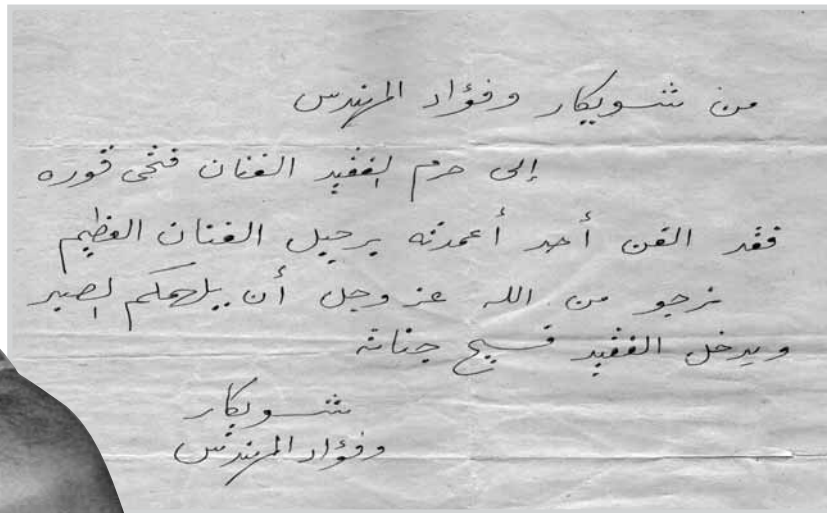 من شويكار وفؤاد المهندس
إلى حرم الفقيد الفنان فتحى قوره
فقد الفن أحد أعمدته برحيل الفنان العظيم
نرجو من الله عز وجل أن يلهمكم الصبر
ويدخل الفقيد فسيح جناته
شويكار
وفؤاد المهندس